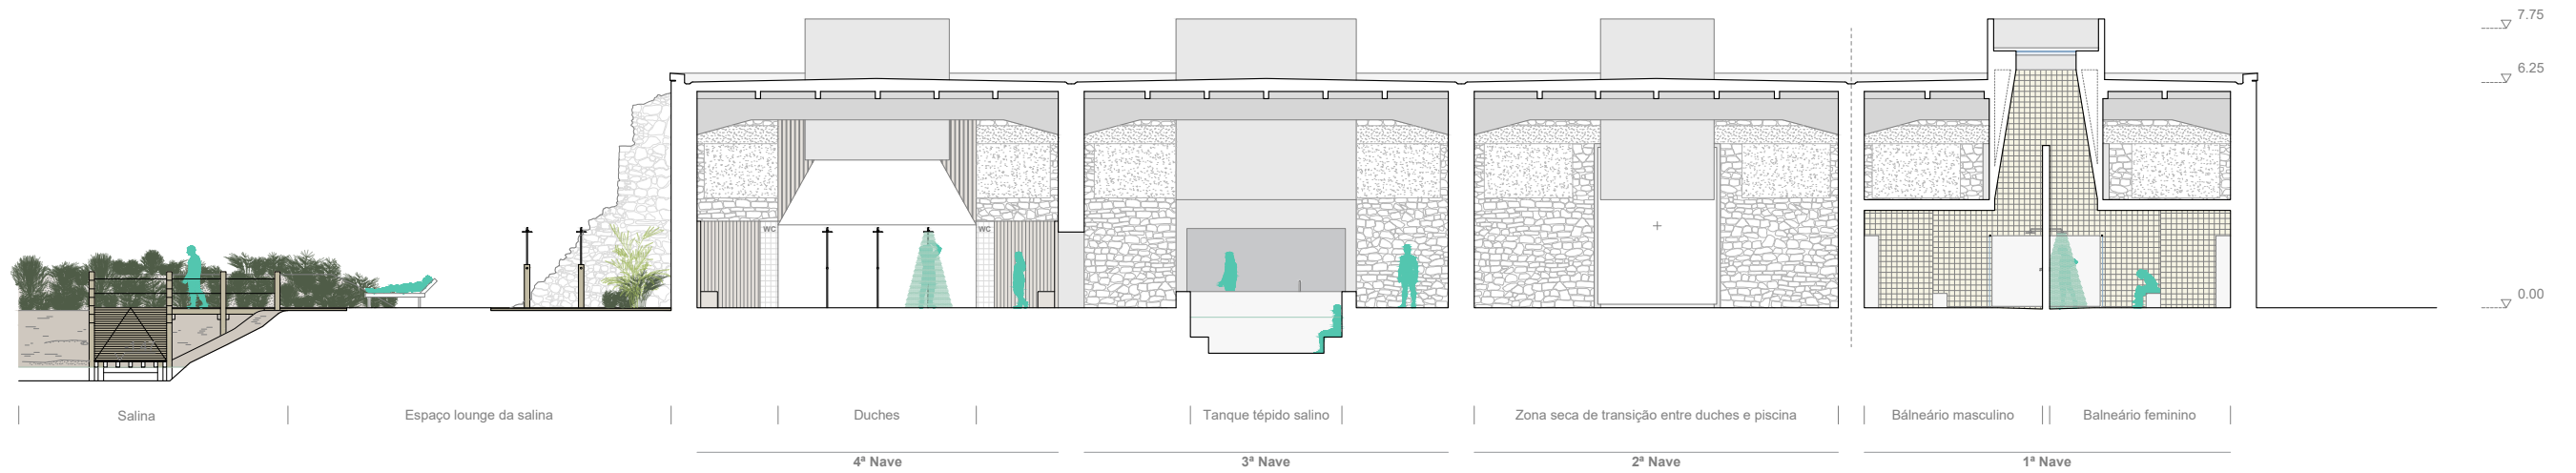 7.75
6.25
WC
WC
0.00
Salina
Espaço lounge da salina
Duches
Tanque tépido salino
Zona seca de transição entre duches e piscina
Bálneário masculino
Balneário feminino
4ª Nave
3ª Nave
2ª Nave
1ª Nave